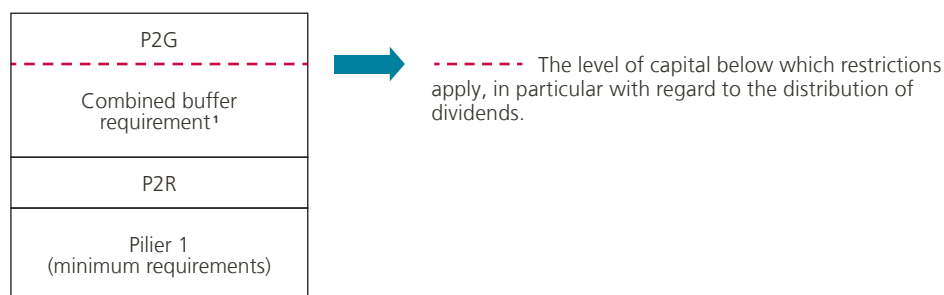 P2G
Combined buffer
requirement¹
P2R
Pilier 1
(minimum requirements)
The level of capital below which restrictions
apply, in particular with regard to the distribution of
dividends.